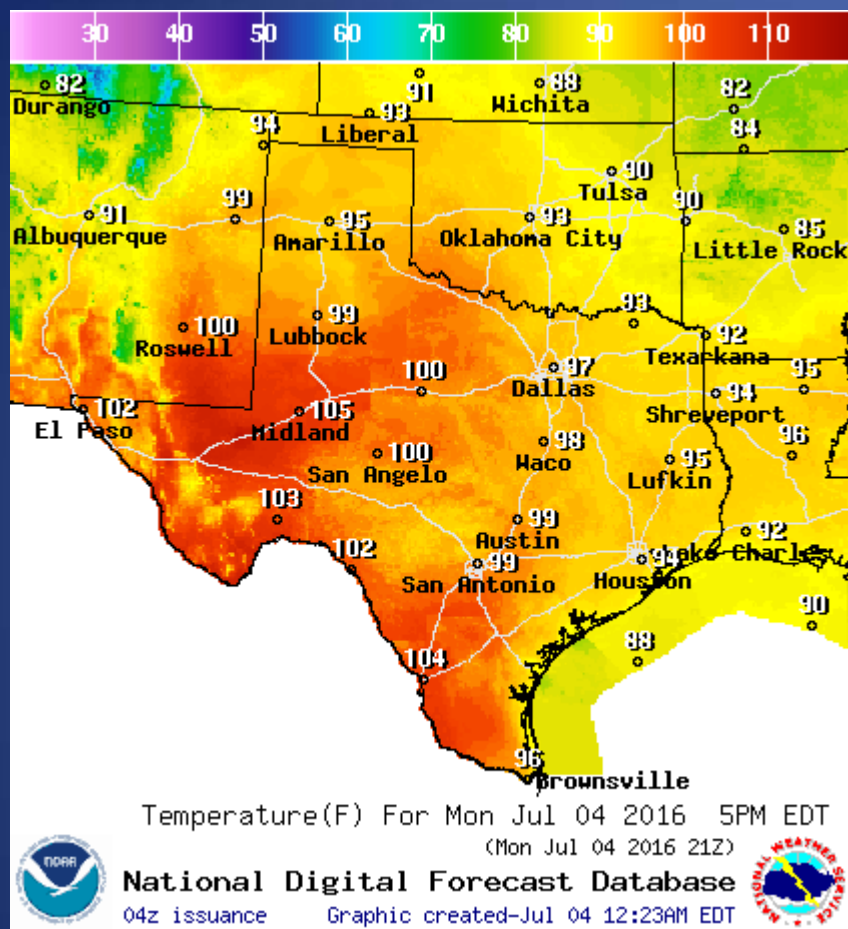 30 40 50 60 70 80 90 100 110
82
Durango
91
88
Wichita
82
93
Liberal
94
84
90
Tulsa
91
Albuquerque
99
95
Amarillo
93
Oklahoma City
90
85
Little Rock
100
Roswell
99
Lubbock
93
92
Texarkana
97
Dallas
100
95
94
Shreveport
102
El Paso
105
Midland
98
Waco
96
100
San Angelo
95
Lufkin
103
99
Austin
92
Lake Charles
102
99
San Antonio
94
Houston
90
88
104
96
Brownsville
Temperature(F) For Mon Jul 04 2016 5PM EDT
(Mon Jul 04 2016 21Z)
National Digital Forecast Database
04z issuance Graphic created-Jul 04 12:23AM EDT
NOAA
NATIONAL WEATHER SERVICE